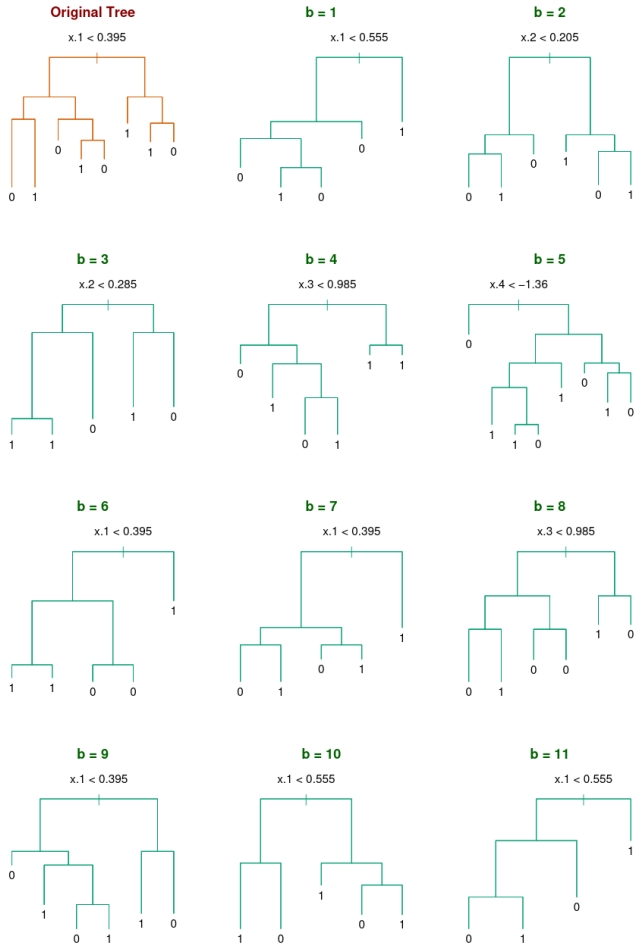 Original Tree
x.1 < 0.395
0 1 0 1 0 1 1 0
b = 1
x.1 < 0.555
0 1 0 0 1
b = 2
x.2 < 0.205
0 1 0 1 0 1
b = 3
x.2 < 0.285
1 1 0 1 0
b = 4
x.3 < 0.985
0 1 0 1 1 1
b = 5
x.4 < −1.36
0 1 1 0 1 0 1 0
b = 6
x.1 < 0.395
1 1 0 0 1
b = 7
x.1 < 0.395
0 1 0 1 1
b = 8
x.3 < 0.985
0 1 0 0 1 0
b = 9
x.1 < 0.395
0 1 0 1 1 0
b = 10
x.1 < 0.555
1 0 1 0 1
b = 11
x.1 < 0.555
0 1 0 1